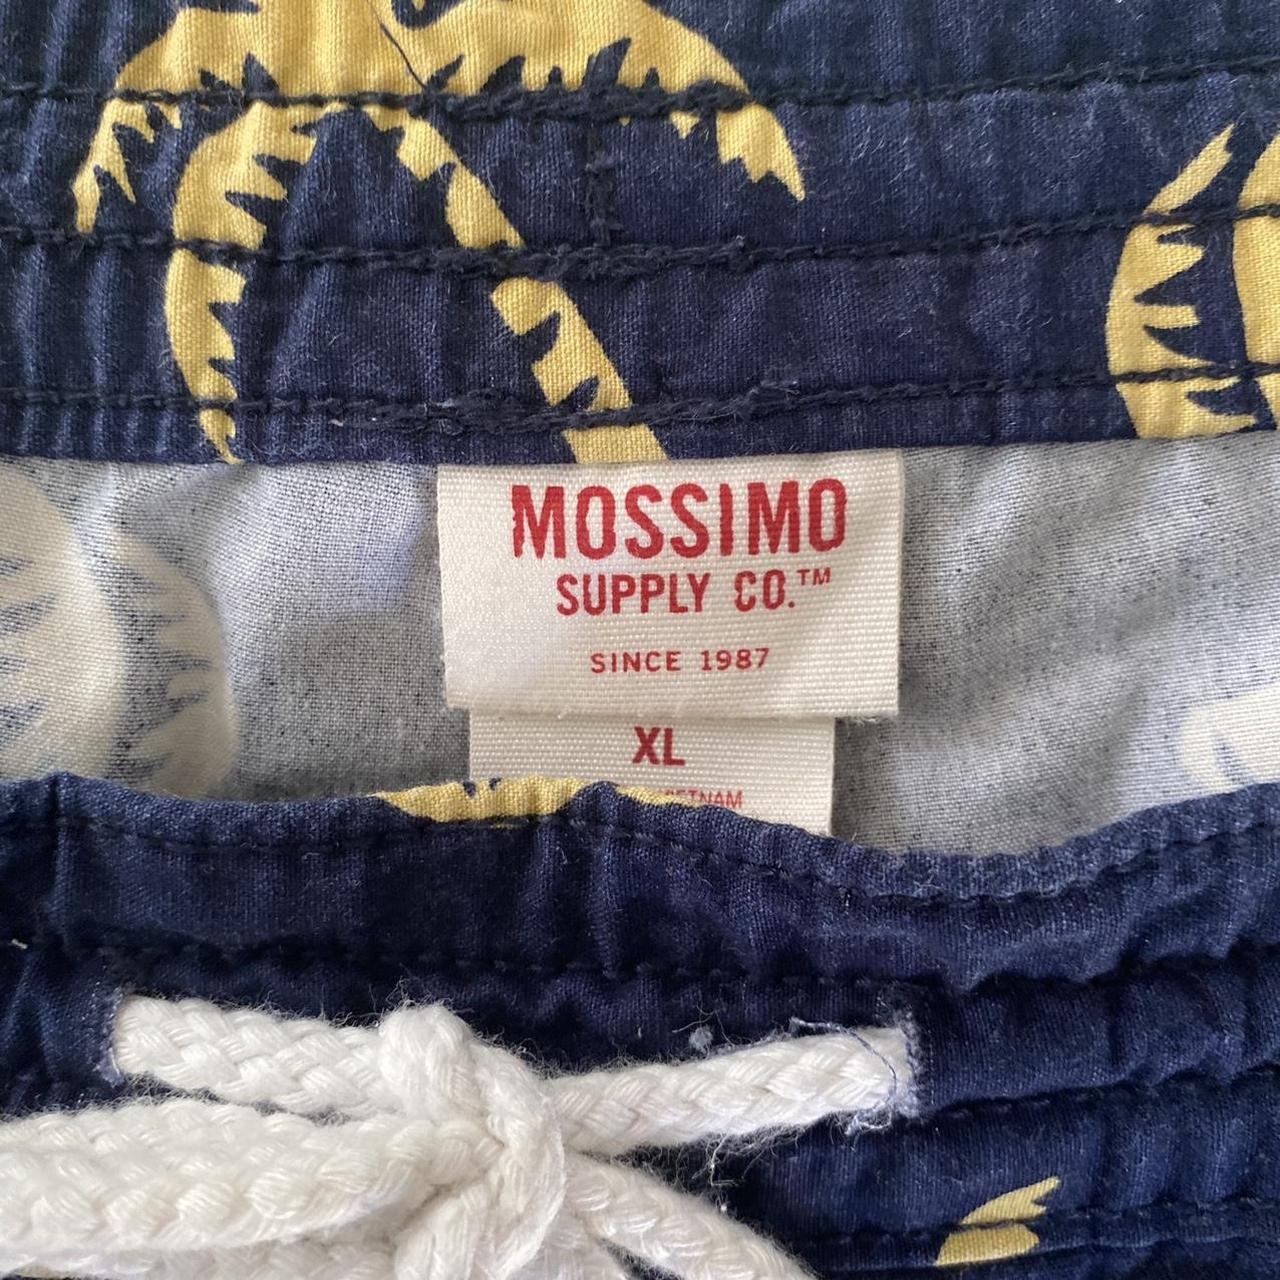 MOSSIMO
SUPPLY CO.™
SINCE 1987
XL